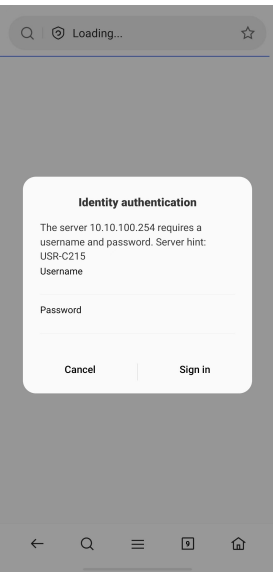 Loading...
Identity authentication
The server 10.10.100.254 requires a
username and password. Server hint:
USR-C215
Username
Password
Cancel
Sign in
9